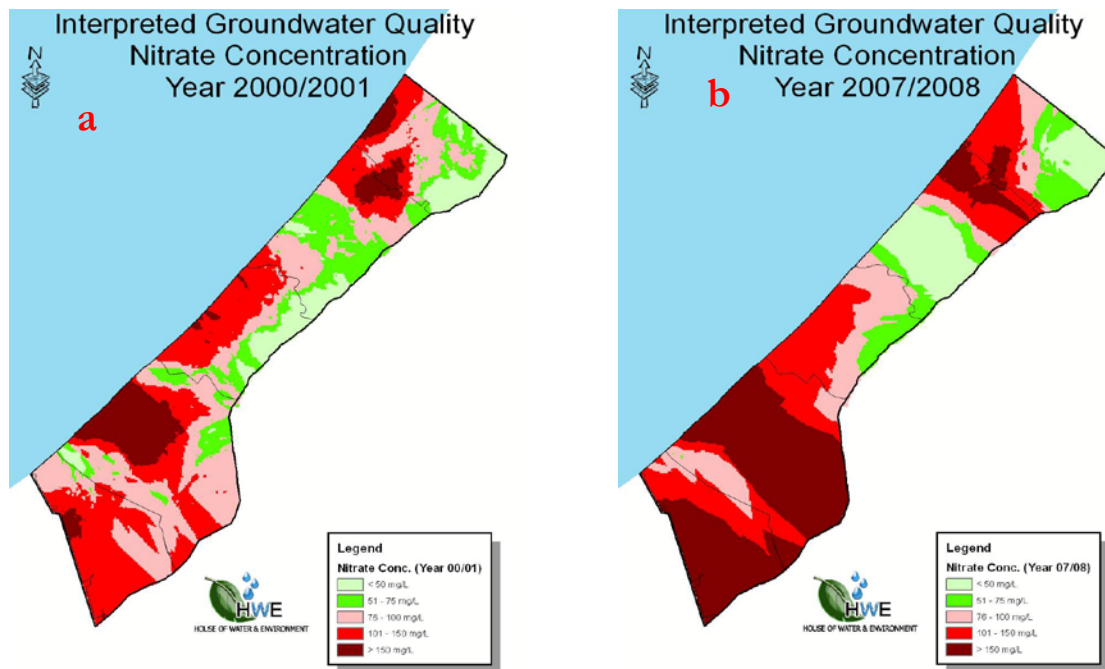 Interpreted Groundwater Quality
Nitrate Concentration
Year 2000/2001
N
a
Legend
Nitrate Conc. (Year 00/01)
< 50 mg/L
51 - 75 mg/L
76 - 100 mg/L
101 - 150 mg/L
> 150 mg/L
HWE
HOUSE OF WATER & ENVIRONMENT
Interpreted Groundwater Quality
Nitrate Concentration
Year 2007/2008
N
b
Legend
Nitrate Conc. (Year 07/08)
< 50 mg/L
51 - 75 mg/L
76 - 100 mg/L
101 - 150 mg/L
> 150 mg/L
HWE
HOUSE OF WATER & ENVIRONMENT